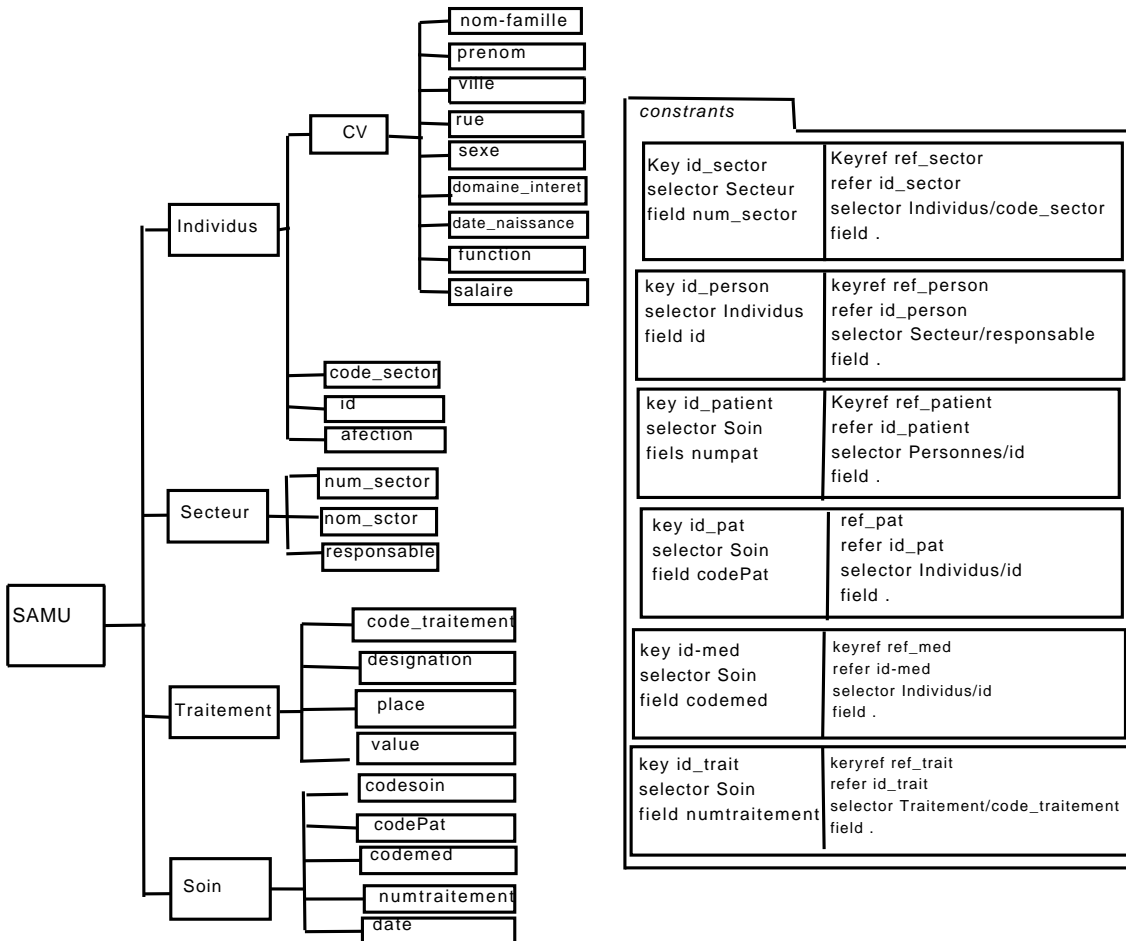 nom-famille
prenom
ville
rue
sexe
domaine_interet
date_naissance
function
salaire
CV
Individus
code_sector
id
afection
num_sector
nom_sctor
responsable
Secteur
SAMU
code_traitement
designation
place
value
Traitement
codesoin
codePat
codemed
numtraitement
date
Soin
constrants
Key id_sector
selector Secteur
field num_sector
Keyref ref_sector
refer id_sector
selector Individus/code_sector
field .
key id_person
selector Individus
field id
keyref ref_person
refer id_person
selector Secteur/responsable
field .
key id_patient
selector Soin
fiels numpat
Keyref ref_patient
refer id_patient
selector Personnes/id
field .
key id_pat
selector Soin
field codePat
ref_pat
refer id_pat
selector Individus/id
field .
key id-med
selector Soin
field codemed
keyref ref_med
refer id-med
selector Individus/id
field .
key id_trait
selector Soin
field numtraitement
keryref ref_trait
refer id_trait
selector Traitement/code_traitement
field .